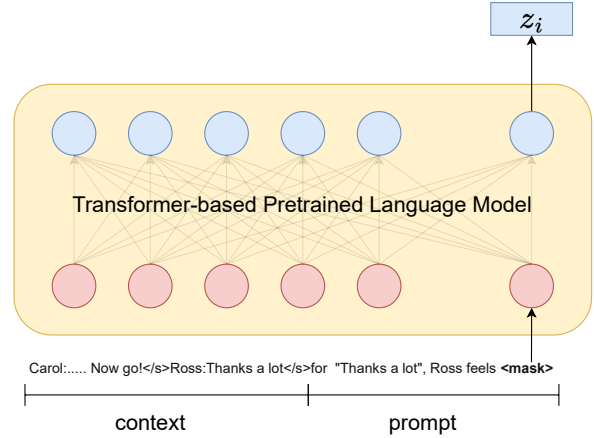 z_i
Transformer-based Pretrained Language Model
Carol:..... Now go!</s>Ross:Thanks a lot</s>for "Thanks a lot", Ross feels <mask>
context prompt